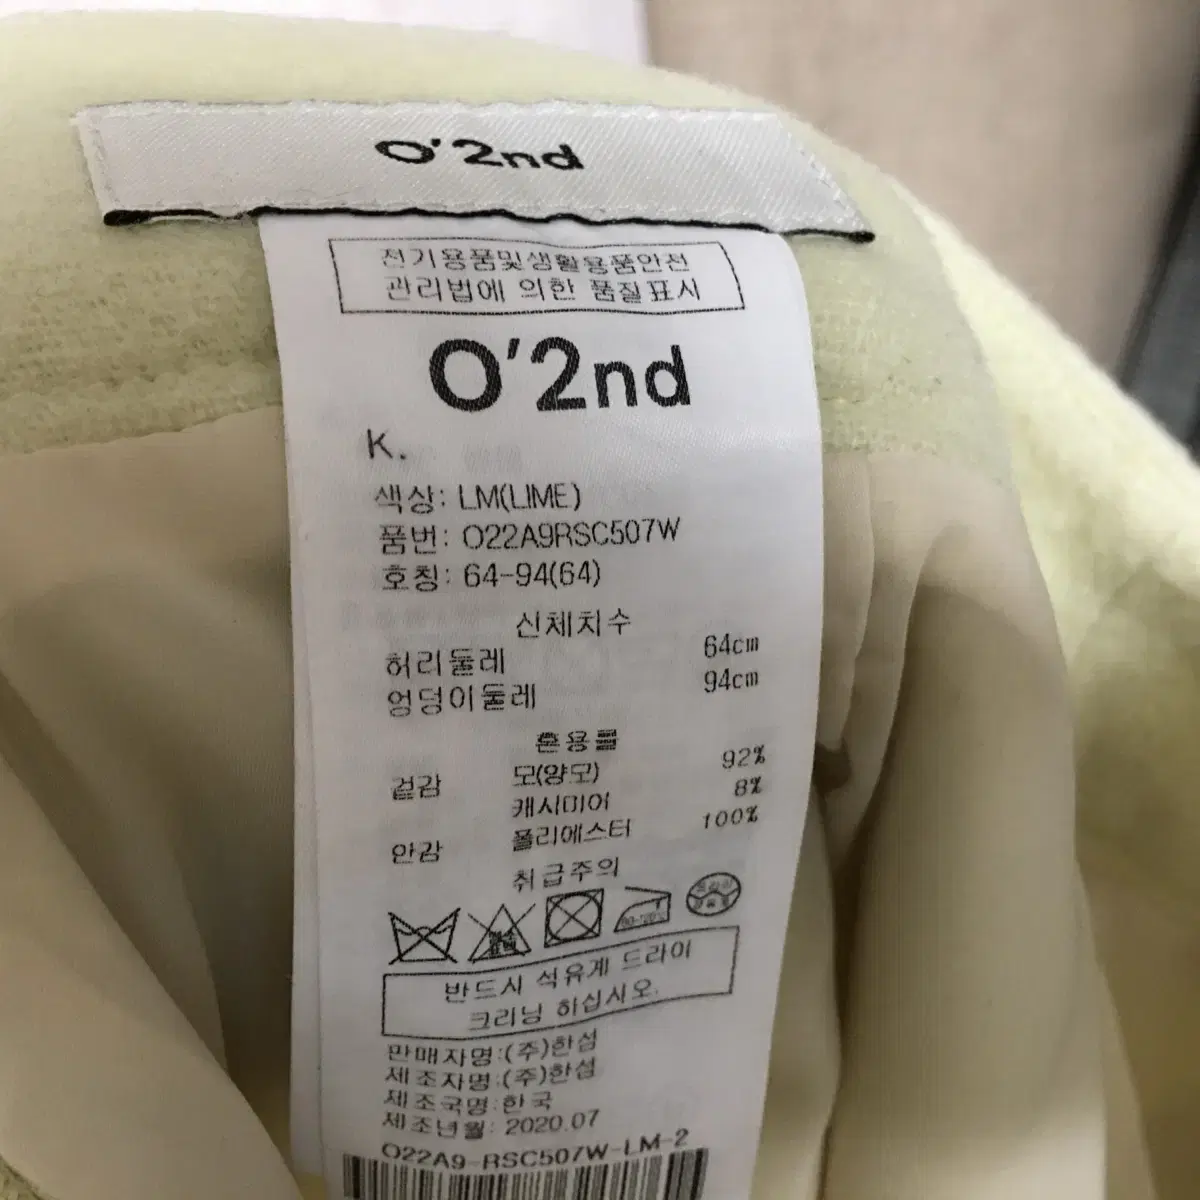 O'2nd
전기용품및생활용품안전
관리법에 의한 품질표시
O'2nd
K.
색상: LM(LIME)
품번: O22A9RSC507W
호칭: 64-94(64)
신체치수
허리둘레 64cm
엉덩이둘레 94cm
혼용률
겉감 모(양모) 92%
캐시미어 8%
안감 폴리에스터 100%
취급주의
80~120℃
드라이
반드시 석유계 드라이
크리닝 하십시오.
판매자명:(주)한섬
제조자명:(주)한섬
제조국명:한국
제조년월: 2020.07
O22A9-RSC507W-LM-2